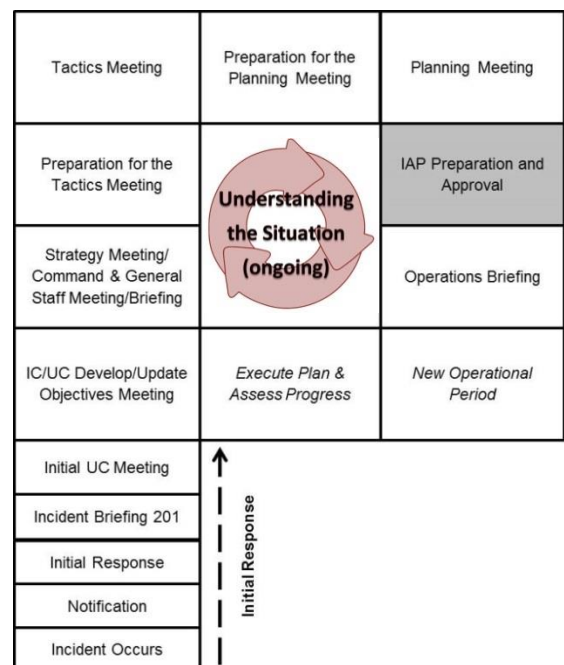 Tactics Meeting
Preparation for the
Planning Meeting
Planning Meeting
Preparation for the
Tactics Meeting
Understanding
the Situation
(ongoing)
IAP Preparation and
Approval
Strategy Meeting/
Command & General
Staff Meeting/Briefing
Operations Briefing
IC/UC Develop/Update
Objectives Meeting
Execute Plan &
Assess Progress
New Operational
Period
Initial UC Meeting
Incident Briefing 201
Initial Response
Notification
Incident Occurs
Initial Response